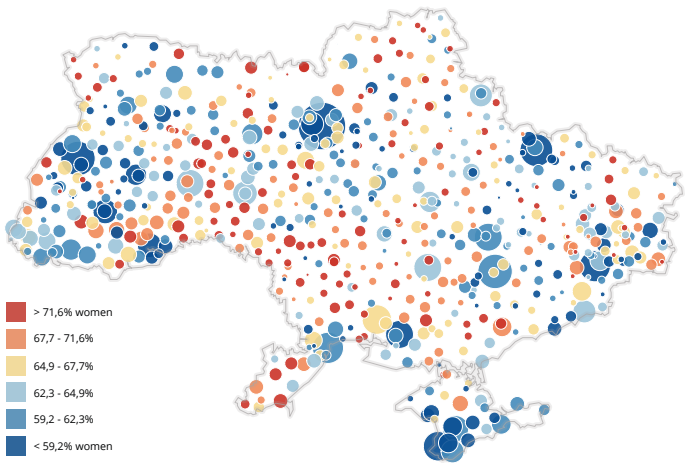 > 71,6% women
67,7 - 71,6%
64,9 - 67,7%
62,3 - 64,9%
59,2 - 62,3%
< 59,2% women